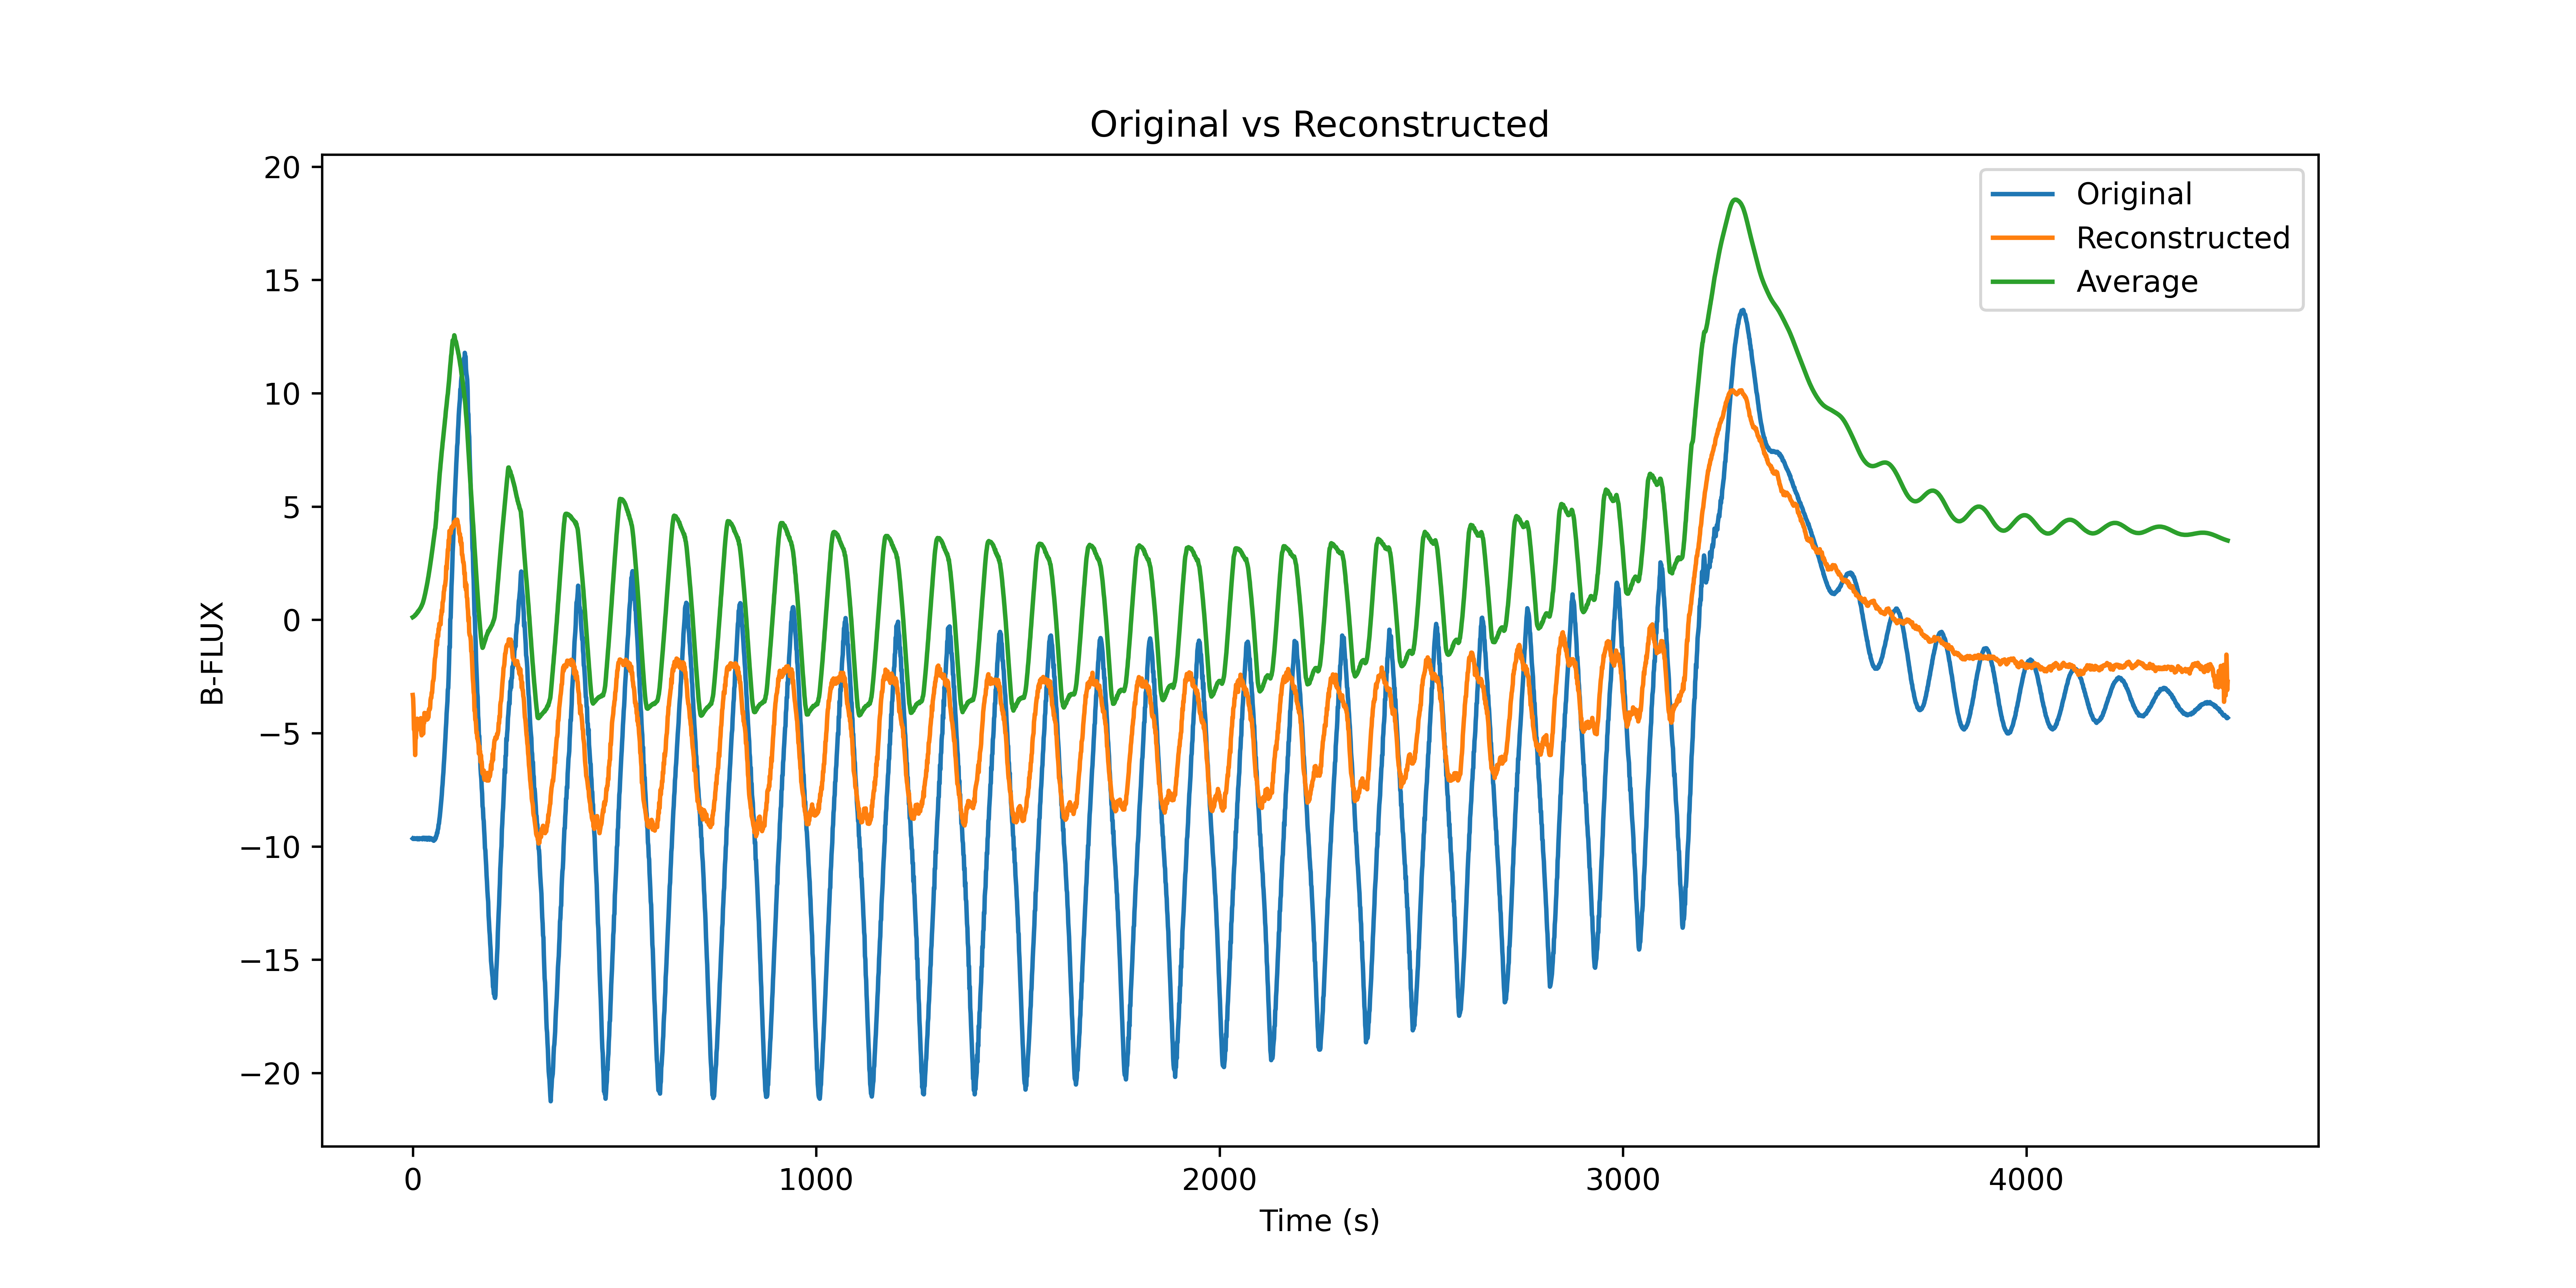 Original vs Reconstructed
Original
Reconstructed
Average
B-FLUX
20
15
10
5
0
−5
−10
−15
−20
0
1000
2000
3000
4000
Time (s)